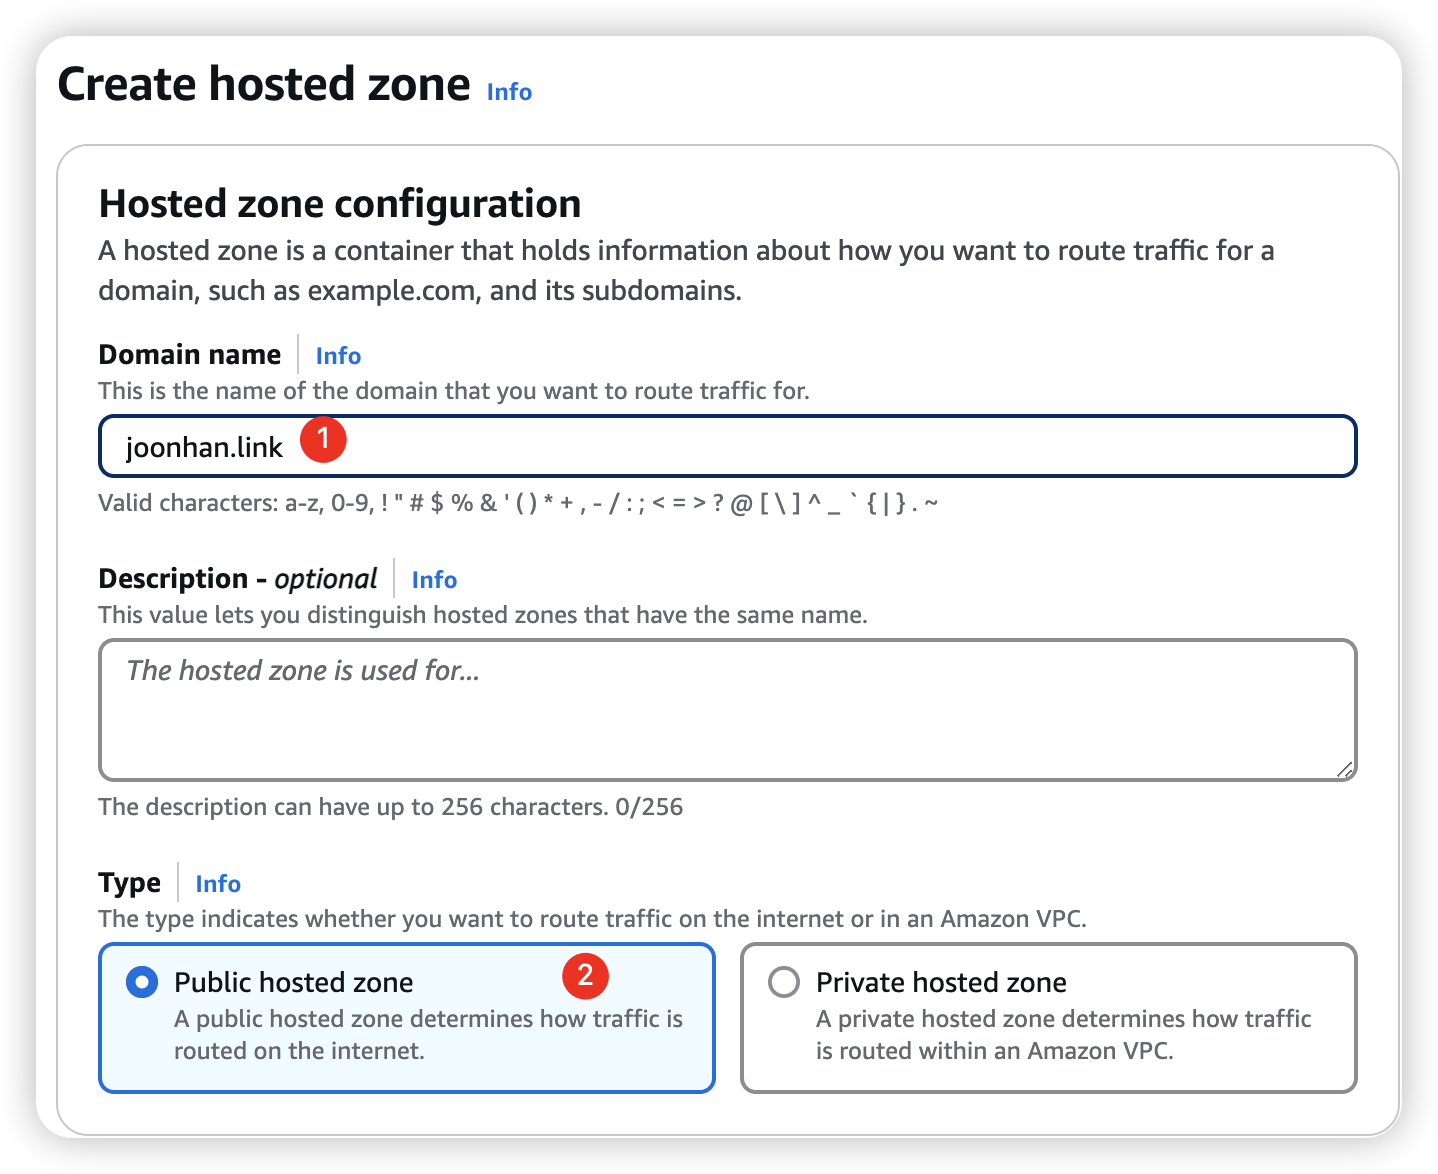 Create hosted zone Info
Hosted zone configuration
A hosted zone is a container that holds information about how you want to route traffic for a
domain, such as example.com, and its subdomains.
Domain name Info
This is the name of the domain that you want to route traffic for.
joonhan.link 1
Valid characters: a-z, 0-9, ! " # $ % & ' ( ) * + , - / : ; < = > ? @ [ \ ] ^ _ ` { | } . ~
Description - optional Info
This value lets you distinguish hosted zones that have the same name.
The hosted zone is used for...
The description can have up to 256 characters. 0/256
Type Info
The type indicates whether you want to route traffic on the internet or in an Amazon VPC.
Public hosted zone 2
A public hosted zone determines how traffic is
routed on the internet.
Private hosted zone
A private hosted zone determines how traffic
is routed within an Amazon VPC.